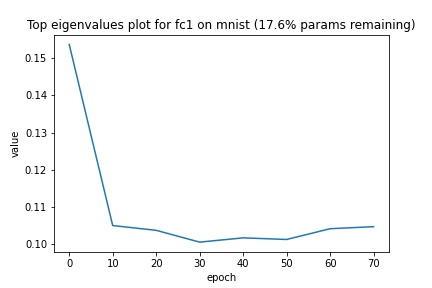 Top eigenvalues plot for fc1 on mnist (17.6% params remaining)
0.15
0.14
0.13
0.12
0.11
0.10
value
0 10 20 30 40 50 60 70
epoch